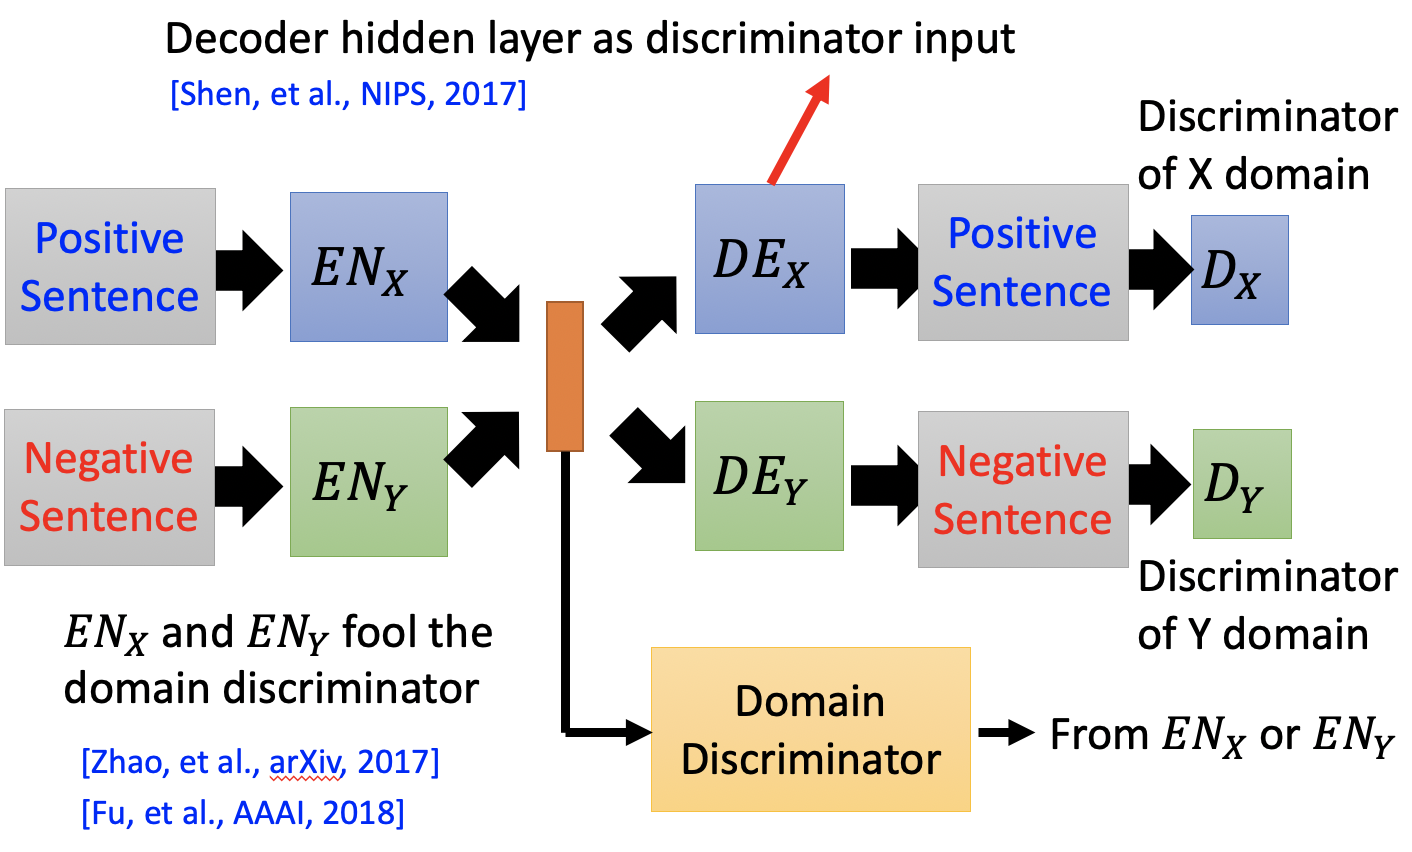 Decoder hidden layer as discriminator input
[Shen, et al., NIPS, 2017]
Discriminator
of X domain
Positive
Sentence
EN_X
DE_X
Positive
Sentence
D_X
Negative
Sentence
EN_Y
DE_Y
Negative
Sentence
D_Y
Discriminator
of Y domain
EN_X and EN_Y fool the
domain discriminator
[Zhao, et al., arXiv, 2017]
[Fu, et al., AAAI, 2018]
Domain
Discriminator
From EN_X or EN_Y